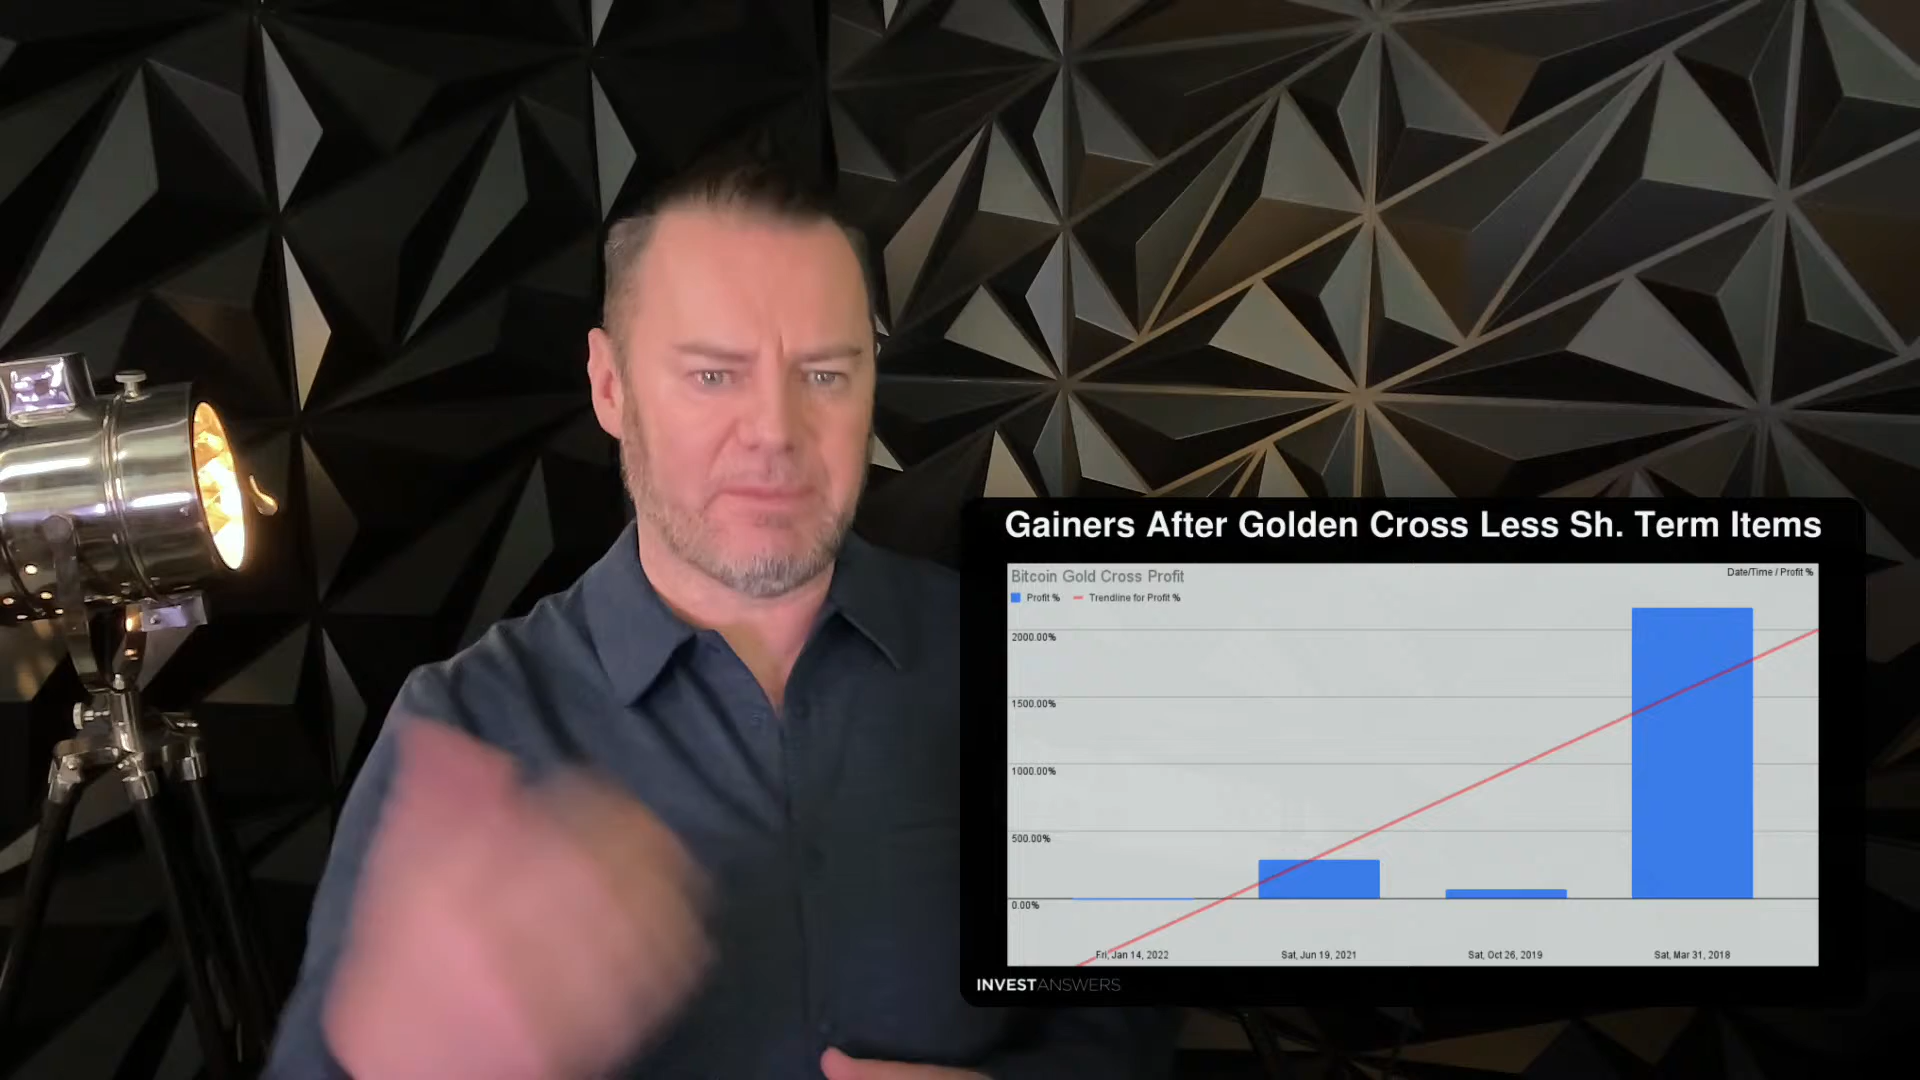 Gainers After Golden Cross Less Sh. Term Items
Bitcoin Gold Cross Profit
Date/Time / Profit %
Profit % Trendline for Profit %
2000.00%
1500.00%
1000.00%
500.00%
0.00%
Fri, Jan 14, 2022 Sat, Jun 19, 2021 Sat, Oct 26, 2019 Sat, Mar 31, 2018
INVESTANSWERS